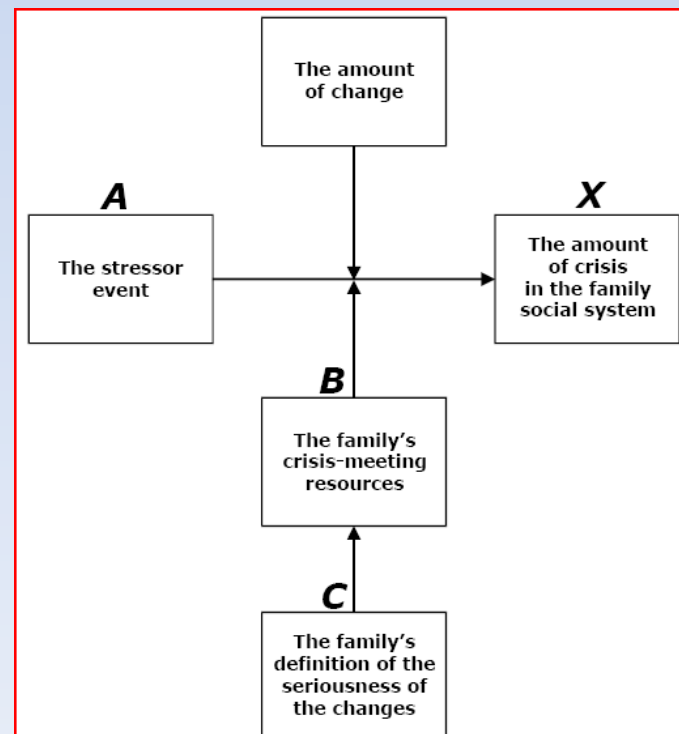 The amount
of change
A
The stressor
event
X
The amount
of crisis
in the family
social system
B
The family’s
crisis-meeting
resources
C
The family’s
definition of the
seriousness of
the changes